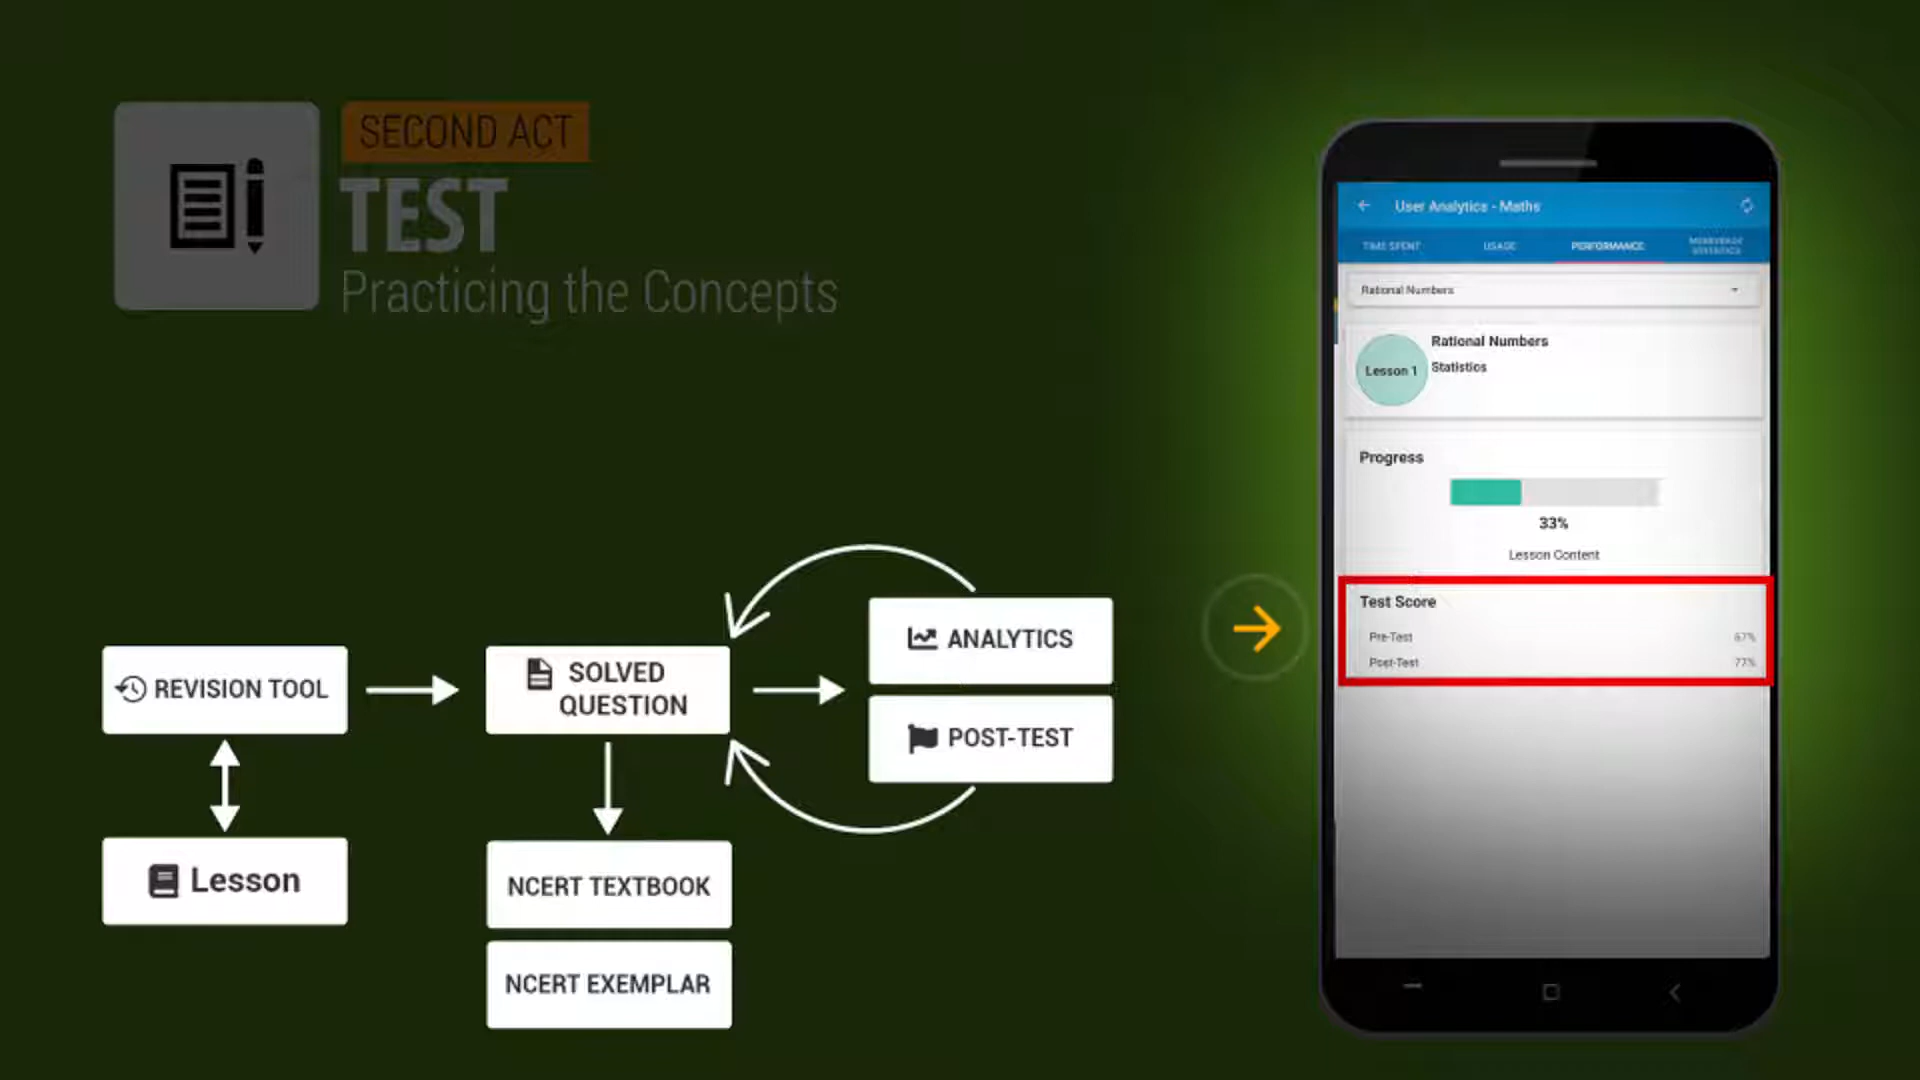 SECOND ACT
TEST
Practicing the Concepts
REVISION TOOL
Lesson
SOLVED
QUESTION
NCERT TEXTBOOK
NCERT EXEMPLAR
ANALYTICS
POST-TEST
User Analytics - Maths
TIME SPENT
USAGE
PERFORMANCE
Rational Numbers
Lesson 1
Rational Numbers
Statistics
Progress
33%
Lesson Content
Test Score
Pre-Test 67%
Post-Test 77%